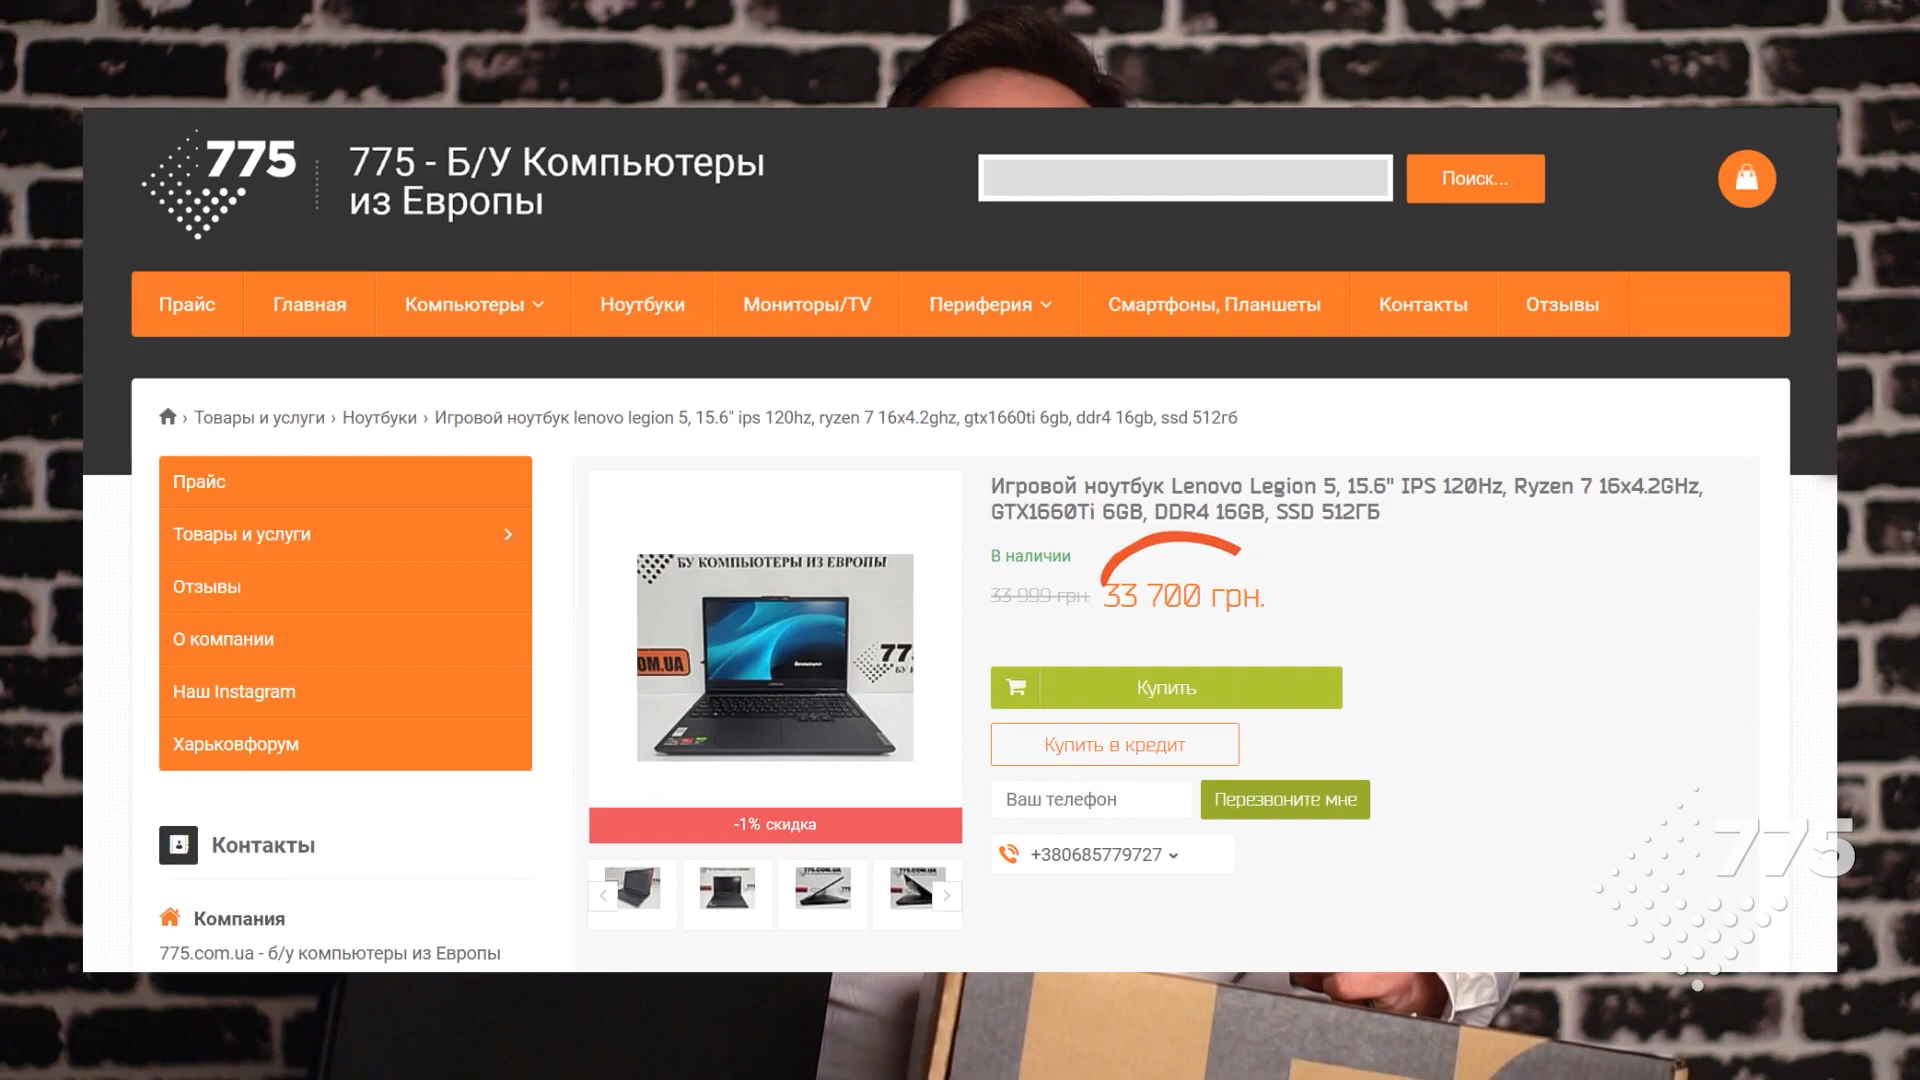 775
775 - Б/У Компьютеры
из Европы
Поиск...
Прайс
Главная
Компьютеры
Ноутбуки
Мониторы/TV
Периферия
Смартфоны, Планшеты
Контакты
Отзывы
Товары и услуги › Ноутбуки › Игровой ноутбук lenovo legion 5, 15.6" ips 120hz, ryzen 7 16x4.2ghz, gtx1660ti 6gb, ddr4 16gb, ssd 512гб
Прайс
Товары и услуги
Отзывы
О компании
Наш Instagram
Харьковфорум
Контакты
Компания
775.com.ua - б/у компьютеры из Европы
БУ КОМПЬЮТЕРЫ ИЗ ЕВРОПЫ
OM.UA
77
-1% скидка
Игровой ноутбук Lenovo Legion 5, 15.6" IPS 120Hz, Ryzen 7 16x4.2GHz,
GTX1660Ti 6GB, DDR4 16GB, SSD 512ГБ
В наличии
33 999 грн. 33 700 грн.
Купить
Купить в кредит
Ваш телефон
Перезвоните мне
+380685779727
775